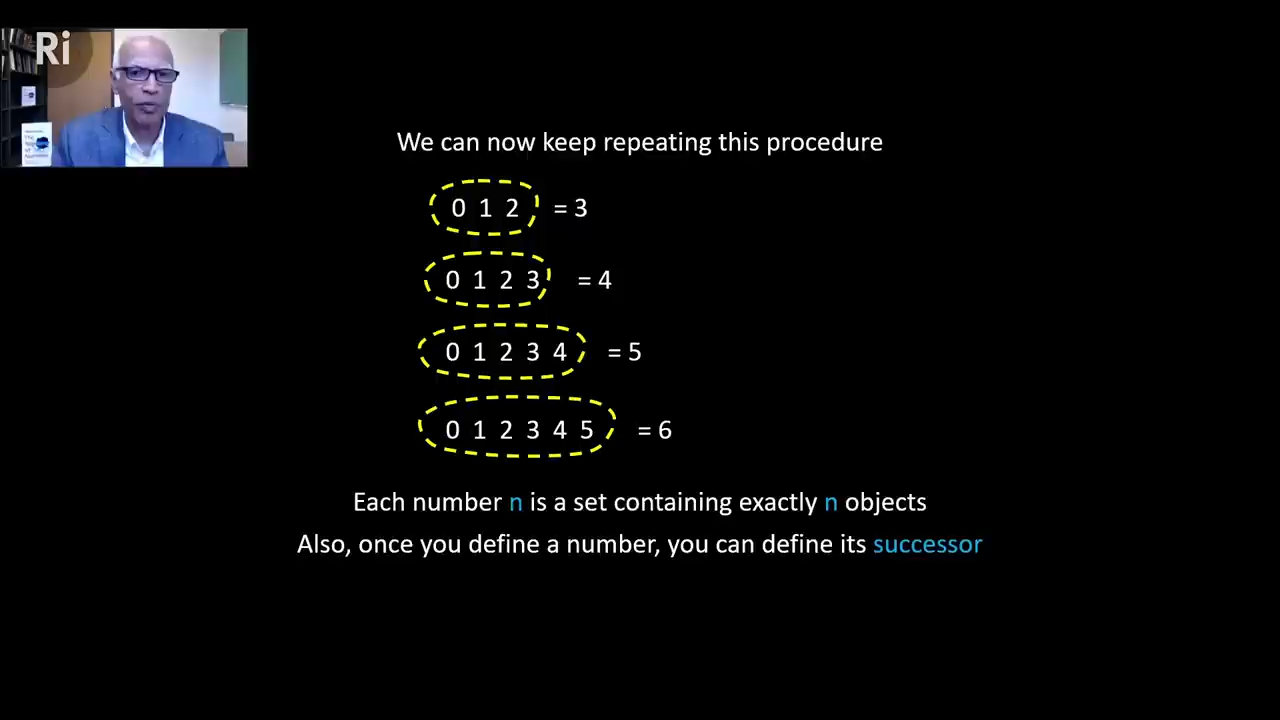 Ri
We can now keep repeating this procedure
0 1 2 = 3
0 1 2 3 = 4
0 1 2 3 4 = 5
0 1 2 3 4 5 = 6
Each number n is a set containing exactly n objects
Also, once you define a number, you can define its successor